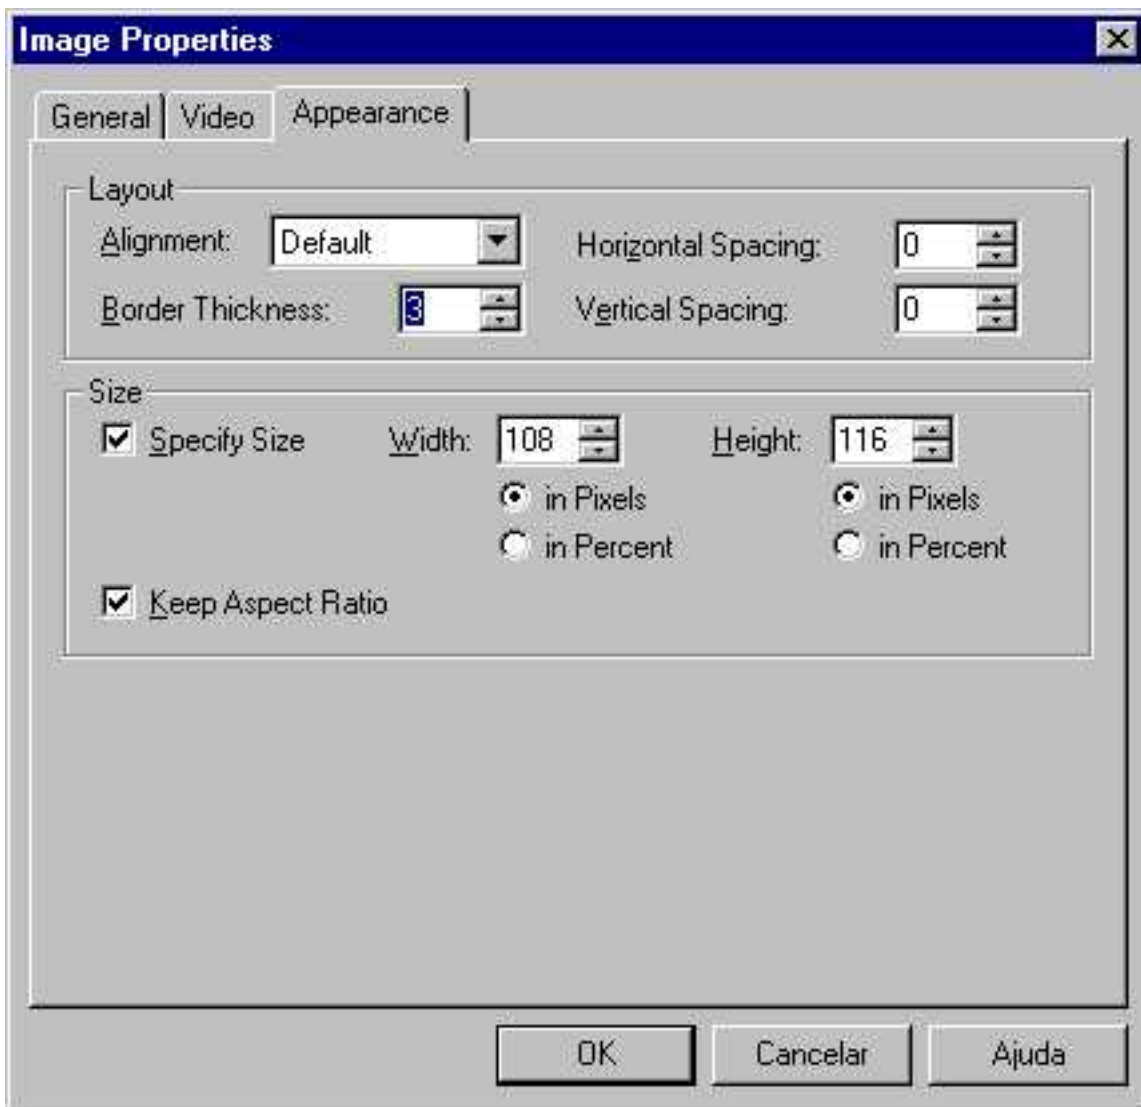 Image Properties
General Video Appearance
Layout
Alignment: Default Horizontal Spacing: 0
Border Thickness: 3 Vertical Spacing: 0
Size
Specify Size Width: 108 Height: 116
in Pixels in Pixels
in Percent in Percent
Keep Aspect Ratio
OK Cancelar Ajuda